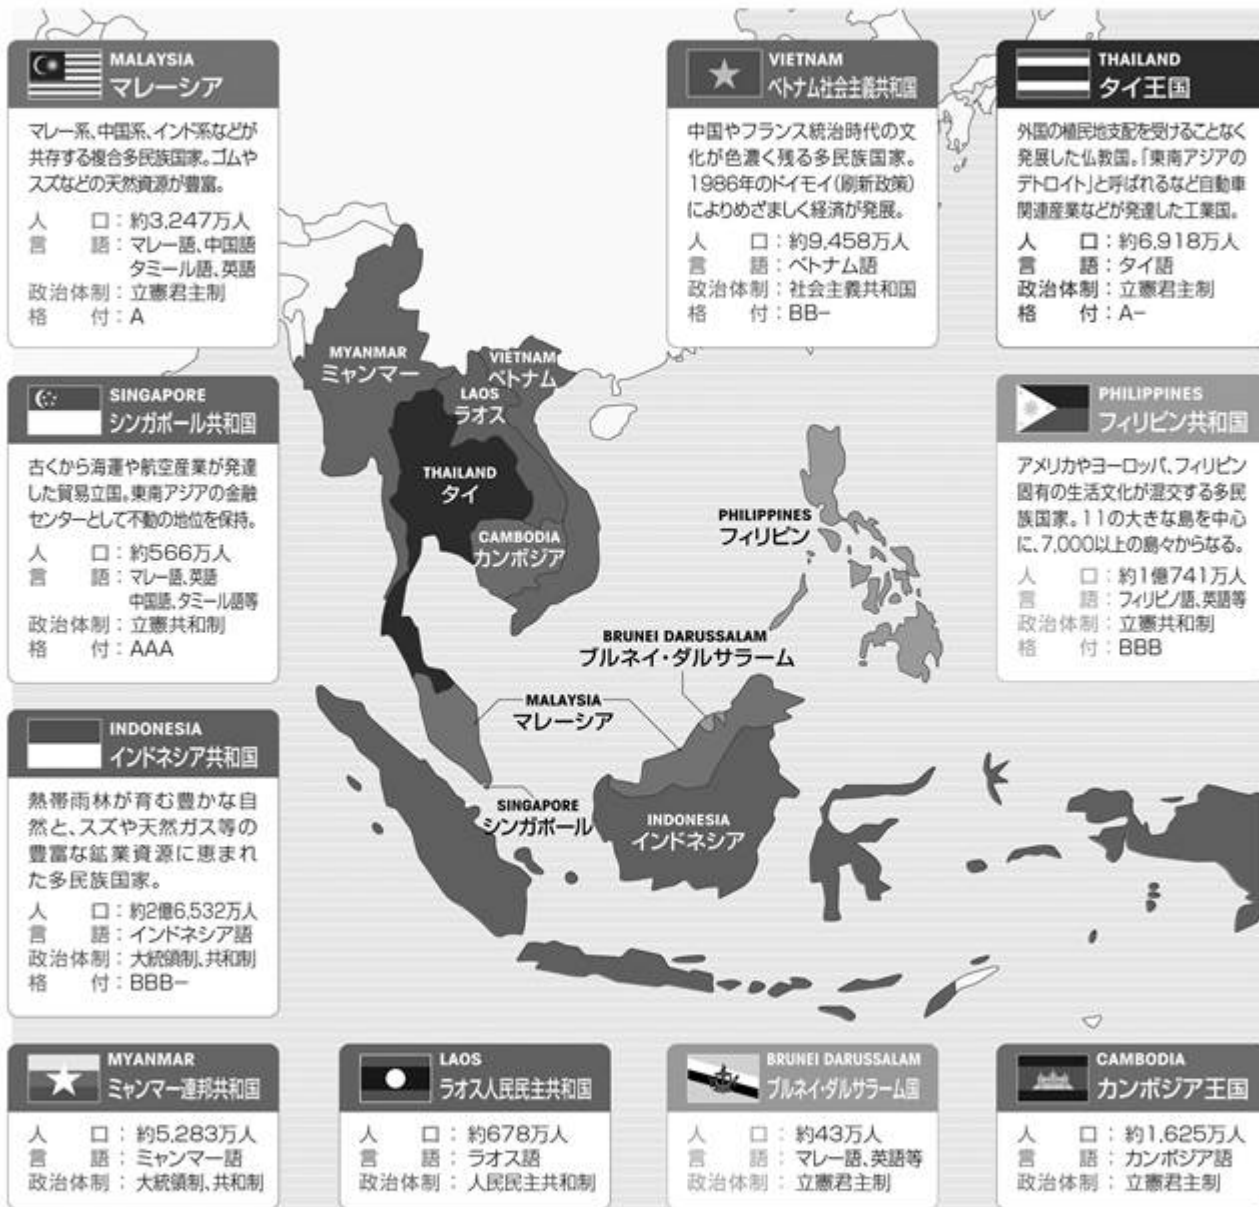 MALAYSIA
マレーシア
マレー系、中国系、インド系などが
共存する複合多民族国家。ゴムや
スズなどの天然資源が豊富。
人口：約3,247万人
言語：マレー語、中国語
タミール語、英語
政治体制：立憲君主制
格付：A
VIETNAM
ベトナム社会主義共和国
中国やフランス統治時代の文
化が色濃く残る多民族国家。
1986年のドイモイ(刷新政策)
によりめざましく経済が発展。
人口：約9,458万人
言語：ベトナム語
政治体制：社会主義共和国
格付：BB−
THAILAND
タイ王国
外国の植民地支配を受けることなく
発展した仏教国。「東南アジアの
デトロイト」と呼ばれるなど自動車
関連産業などが発達した工業国。
人口：約6,918万人
言語：タイ語
政治体制：立憲君主制
格付：A−
SINGAPORE
シンガポール共和国
古くから海運や航空産業が発達
した貿易立国。東南アジアの金融
センターとして不動の地位を保持。
人口：約566万人
言語：マレー語、英語
中国語、タミール語等
政治体制：立憲共和制
格付：AAA
PHILIPPINES
フィリピン共和国
アメリカやヨーロッパ、フィリピン
固有の生活文化が混交する多民
族国家。11の大きな島を中心
に、7,000以上の島々からなる。
人口：約1億741万人
言語：フィリピノ語、英語等
政治体制：立憲共和制
格付：BBB
INDONESIA
インドネシア共和国
熱帯雨林が育む豊かな自
然と、スズや天然ガス等の
豊富な鉱業資源に恵まれ
た多民族国家。
人口：約2億6,532万人
言語：インドネシア語
政治体制：大統領制、共和制
格付：BBB−
MYANMAR
ミャンマー
VIETNAM
ベトナム
LAOS
ラオス
THAILAND
タイ
CAMBODIA
カンボジア
PHILIPPINES
フィリピン
BRUNEI DARUSSALAM
ブルネイ・ダルサラーム
MALAYSIA
マレーシア
SINGAPORE
シンガポール
INDONESIA
インドネシア
MYANMAR
ミャンマー連邦共和国
人口：約5,283万人
言語：ミャンマー語
政治体制：大統領制、共和制
LAOS
ラオス人民民主共和国
人口：約678万人
言語：ラオス語
政治体制：人民民主共和制
BRUNEI DARUSSALAM
ブルネイ・ダルサラーム国
人口：約43万人
言語：マレー語、英語等
政治体制：立憲君主制
CAMBODIA
カンボジア王国
人口：約1,625万人
言語：カンボジア語
政治体制：立憲君主制